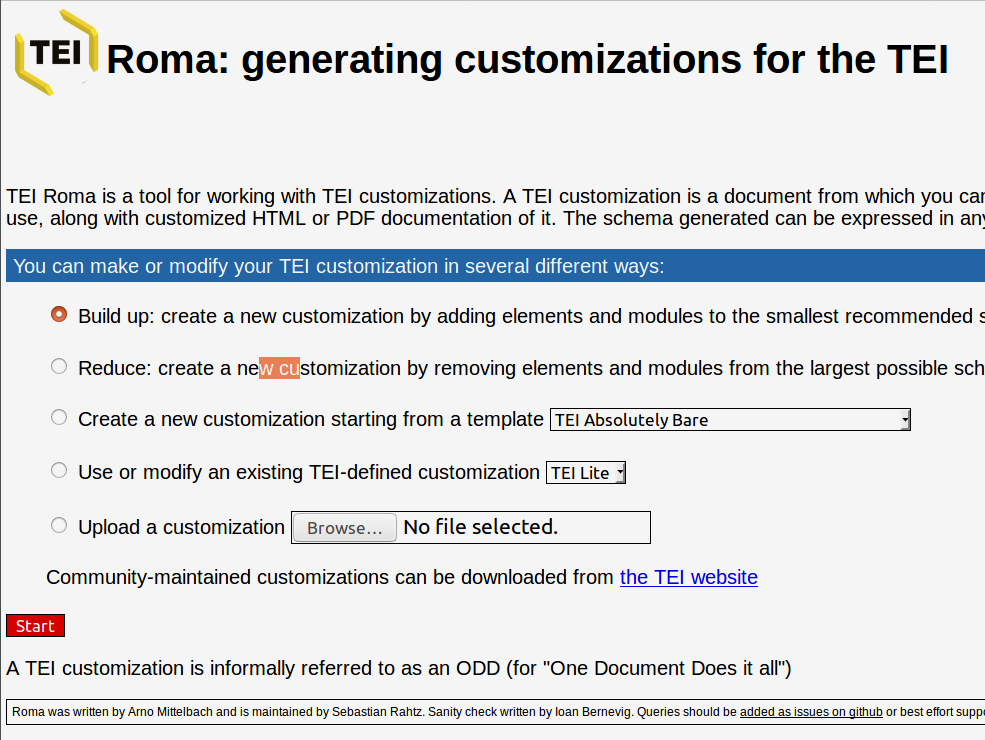 TEI
Roma: generating customizations for the TEI
TEI Roma is a tool for working with TEI customizations. A TEI customization is a document from which you can
use, along with customized HTML or PDF documentation of it. The schema generated can be expressed in any
You can make or modify your TEI customization in several different ways:
Build up: create a new customization by adding elements and modules to the smallest recommended s
Reduce: create a new customization by removing elements and modules from the largest possible sch
Create a new customization starting from a template TEI Absolutely Bare
Use or modify an existing TEI-defined customization TEI Lite
Upload a customization Browse... No file selected.
Community-maintained customizations can be downloaded from the TEI website
Start
A TEI customization is informally referred to as an ODD (for "One Document Does it all")
Roma was written by Arno Mittelbach and is maintained by Sebastian Rahtz. Sanity check written by Ioan Bernevig. Queries should be added as issues on github or best effort supp